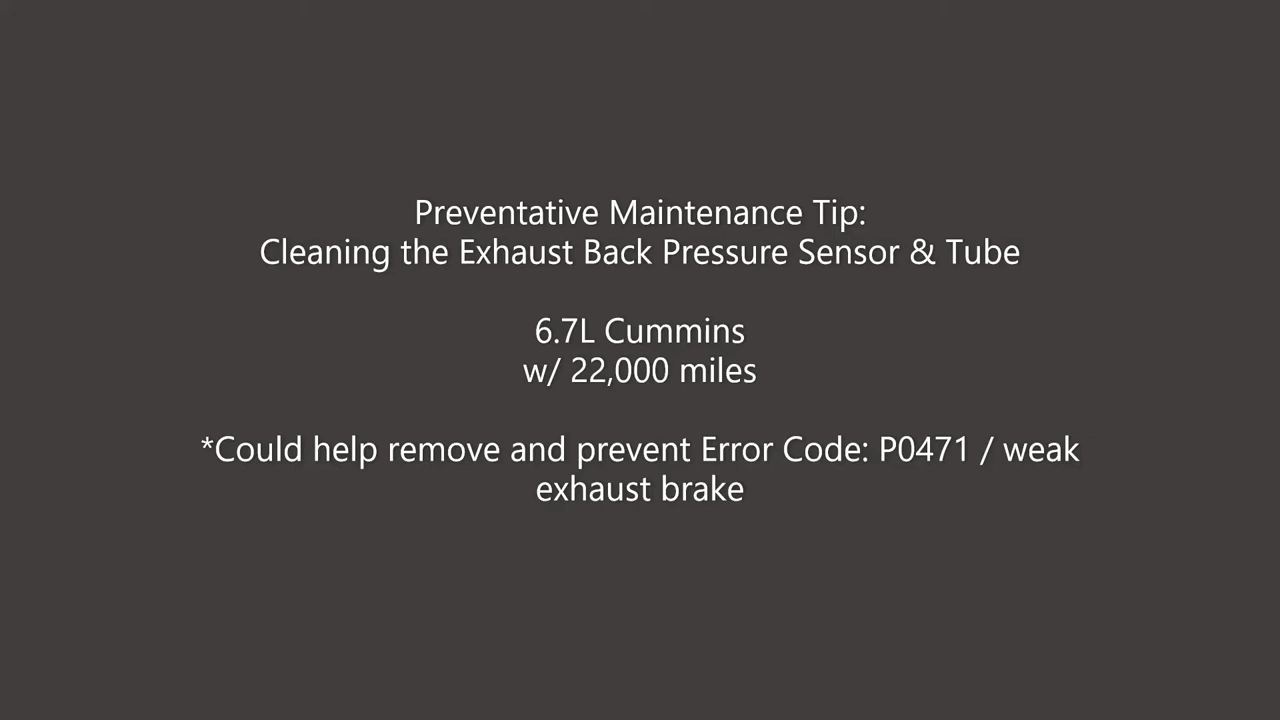 Preventative Maintenance Tip:
Cleaning the Exhaust Back Pressure Sensor & Tube
6.7L Cummins
w/ 22,000 miles
*Could help remove and prevent Error Code: P0471 / weak
exhaust brake